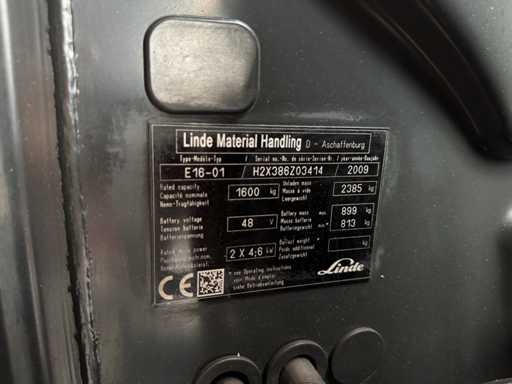 Linde Material Handling D - Aschaffenburg
Type-Modèle-Typ / Serial no.-No. de série-Serien-Nr. / year-année-Baujahr
E16-01 / H2X386Z03414 / 2009
Rated capacity
Capacité nominale
Nenn-Tragfähigkeit
1600 kg
Unladen mass
Masse à vide
Leergewicht
2385 kg
Battery voltage
Tension batterie
Batteriespannung
48 V
Battery mass
Masse batterie
Batteriegewicht
max. 899 kg
min. 813 kg
Rated drive power
2 X 4;6 kW
Ballast weight
Poids additionnel
Zusatzgewicht
kg
* see Operating instructions
voir Mode d'emploi
siehe Betriebsanleitung
CE
Linde